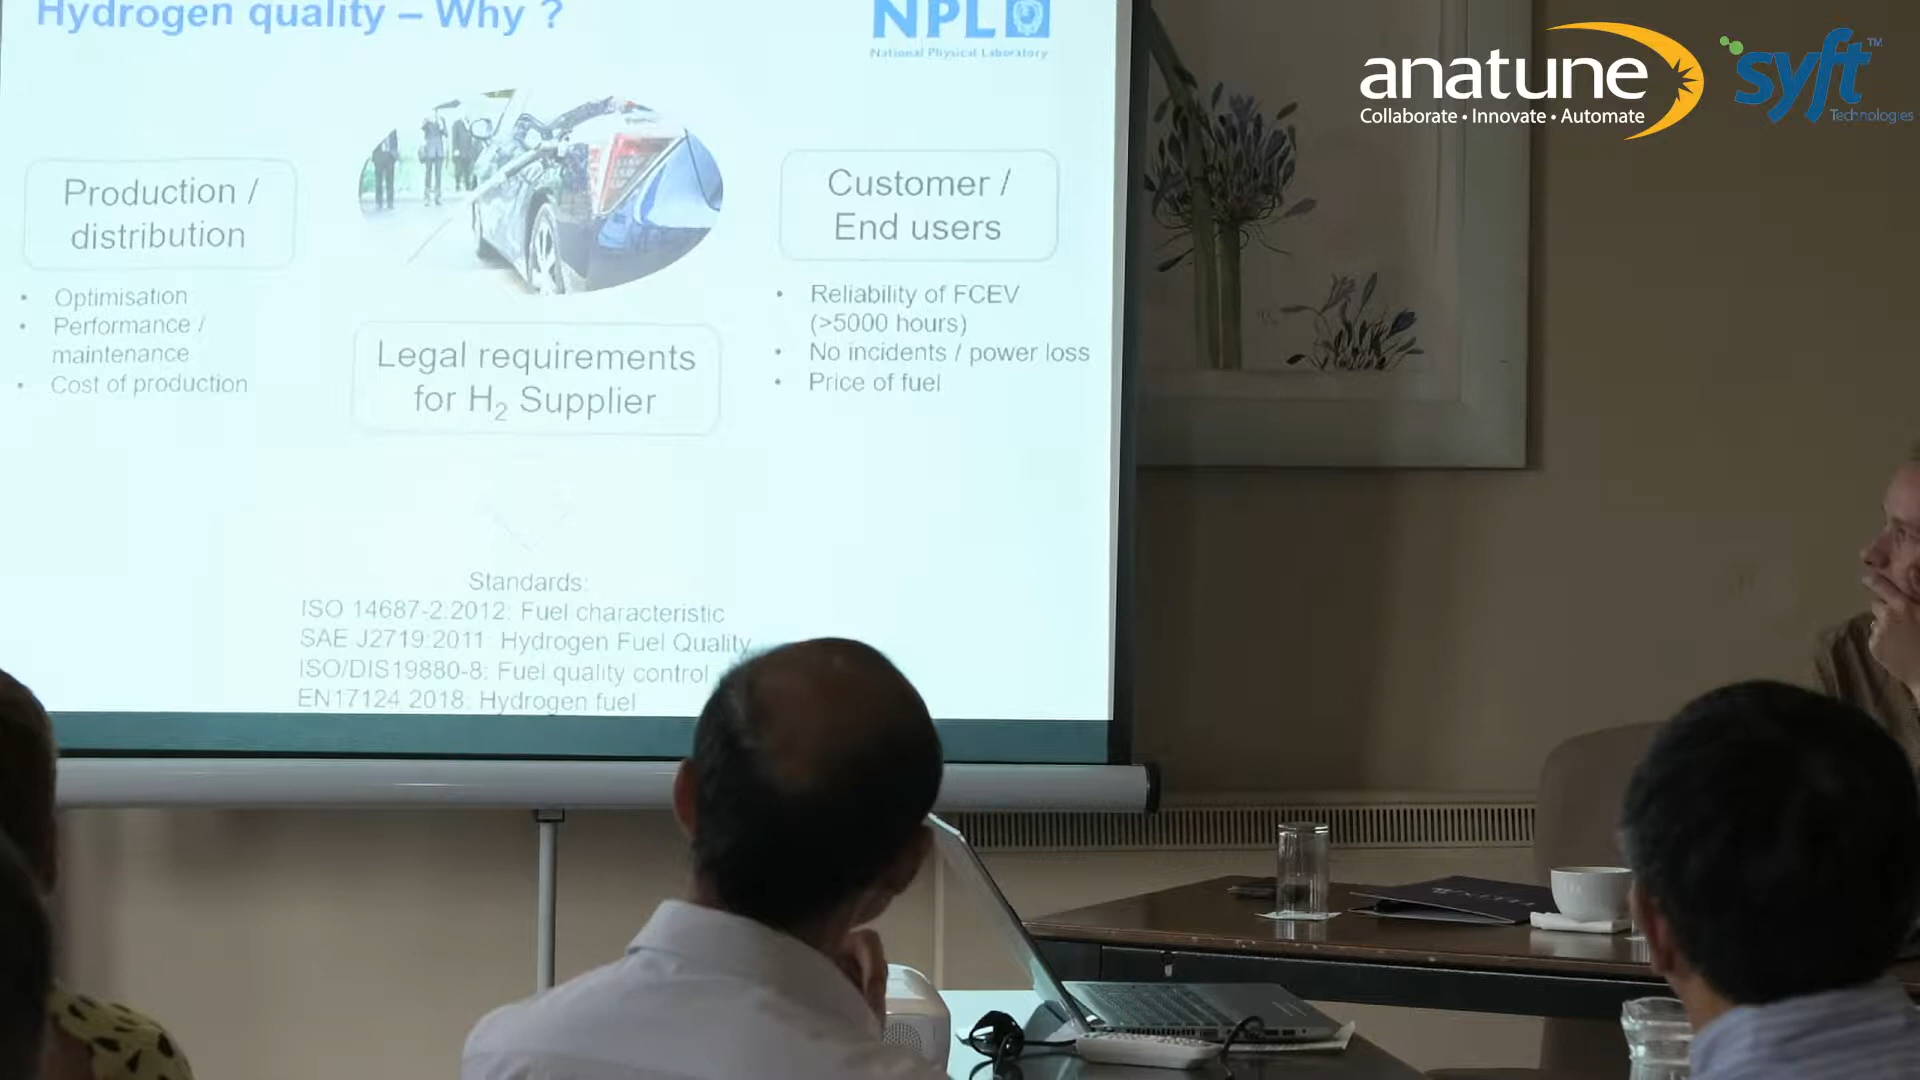 Hydrogen quality – Why ?
NPL
National Physical Laboratory
anatune
Collaborate • Innovate • Automate
syft™
Technologies
Production /
distribution
• Optimisation
• Performance /
maintenance
• Cost of production
Legal requirements
for H₂ Supplier
Customer /
End users
• Reliability of FCEV
(>5000 hours)
• No incidents / power loss
• Price of fuel
Standards:
ISO 14687-2:2012: Fuel characteristic
SAE J2719:2011: Hydrogen Fuel Quality
ISO/DIS19880-8: Fuel quality control
EN17124:2018: Hydrogen fuel